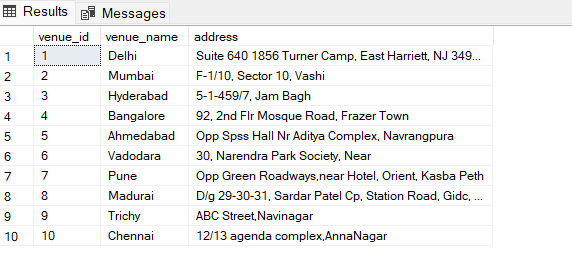 Results Messages
venue_id venue_name address
1 1 Delhi Suite 640 1856 Turner Camp, East Harriett, NJ 349...
2 2 Mumbai F-1/10, Sector 10, Vashi
3 3 Hyderabad 5-1-459/7, Jam Bagh
4 4 Bangalore 92, 2nd Flr Mosque Road, Frazer Town
5 5 Ahmedabad Opp Spss Hall Nr Aditya Complex, Navrangpura
6 6 Vadodara 30, Narendra Park Society, Near
7 7 Pune Opp Green Roadways,near Hotel, Orient, Kasba Peth
8 8 Madurai D/g 29-30-31, Sardar Patel Cp, Station Road, Gidc, ...
9 9 Trichy ABC Street,Navinagar
10 10 Chennai 12/13 agenda complex,AnnaNagar